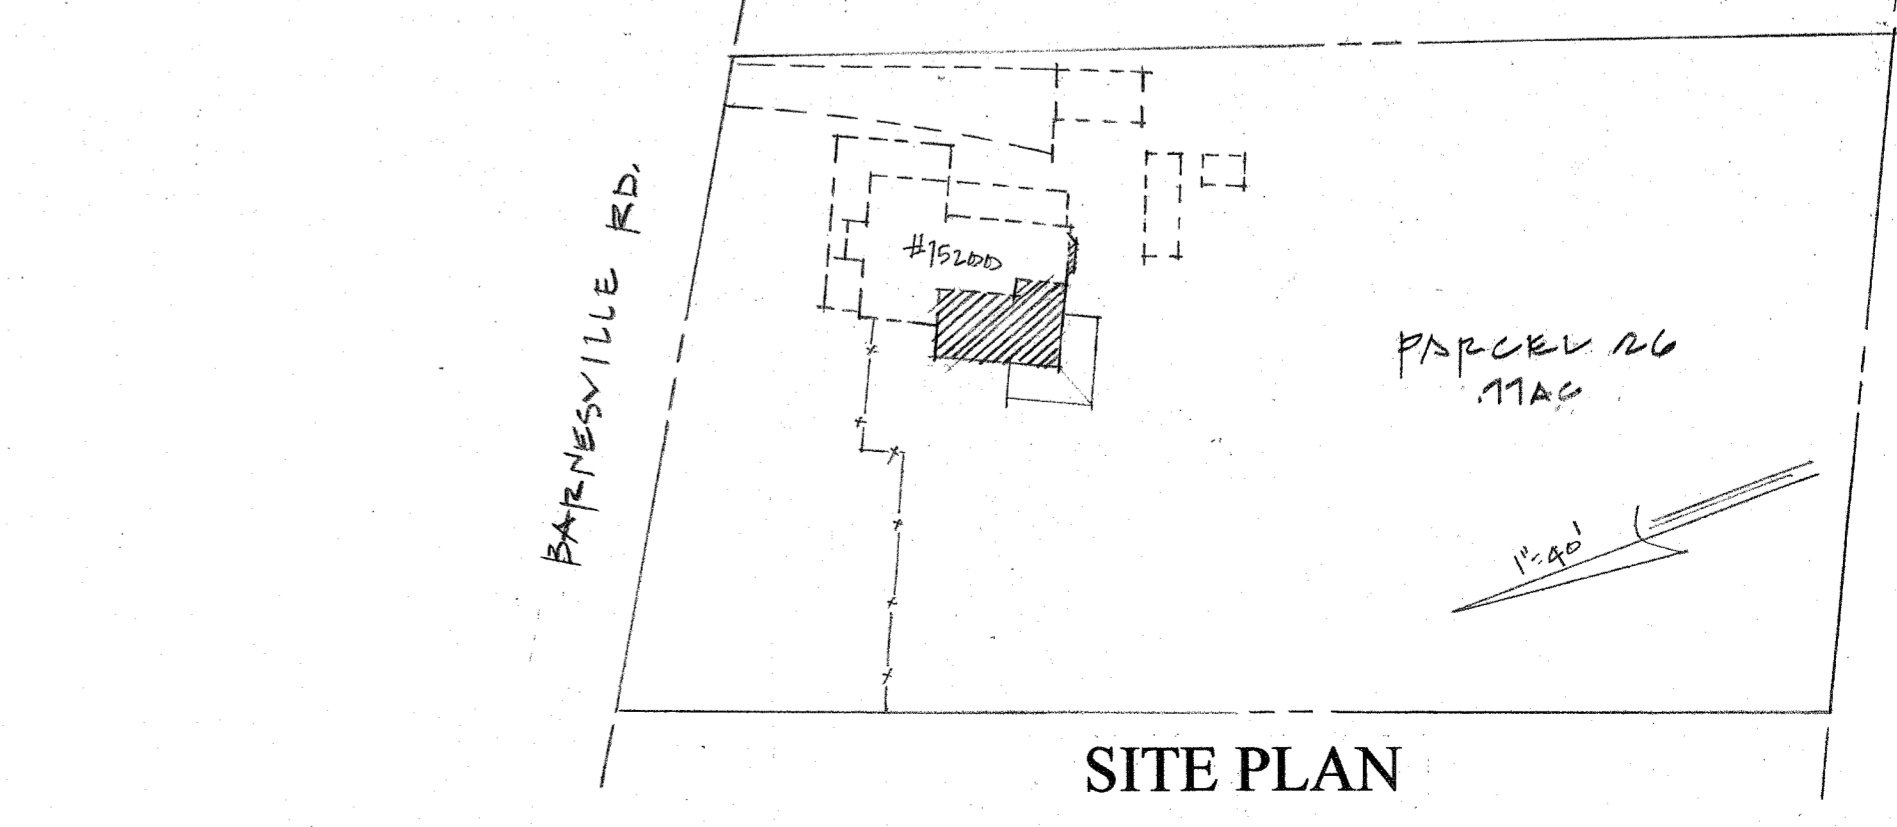 BARNESVILLE RD.
#15200
PARCEL 26
.77AC
1"=40'
SITE PLAN